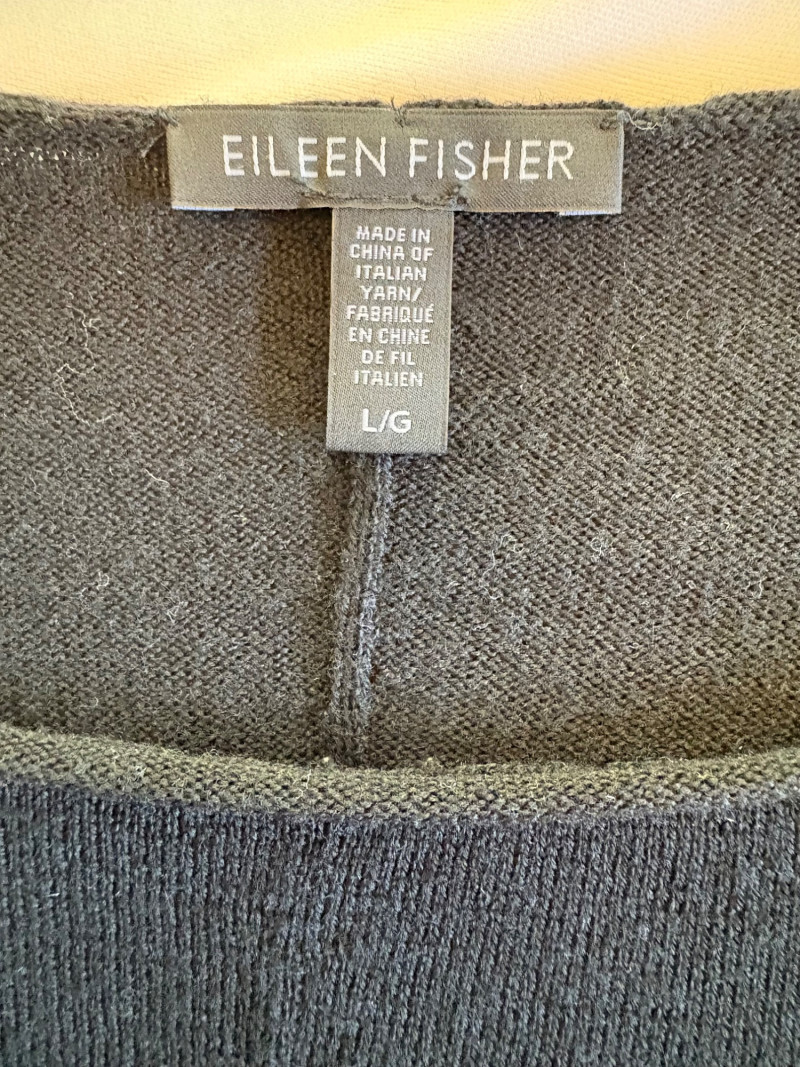 EILEEN FISHER
MADE IN
CHINA OF
ITALIAN
YARN/
FABRIQUÉ
EN CHINE
DE FIL
ITALIEN
L/G